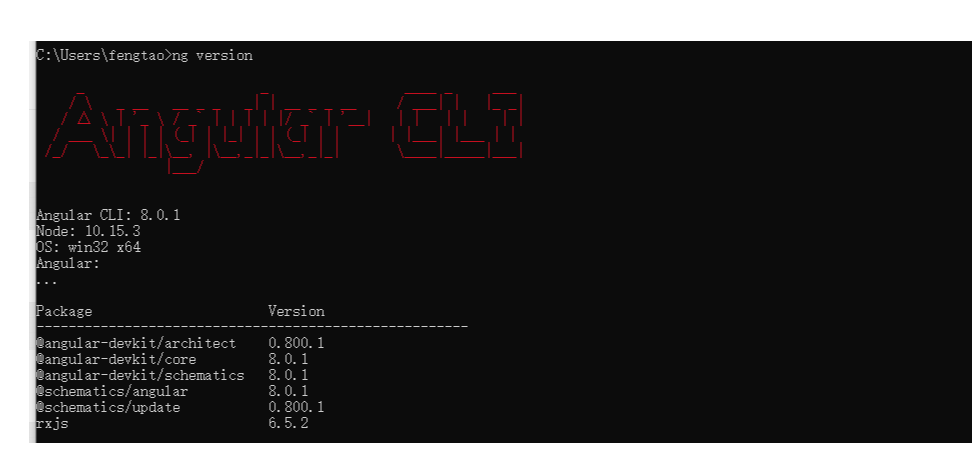 C:\Users\fengtao>ng version
Angular CLI
Angular CLI: 8.0.1
Node: 10.15.3
OS: win32 x64
Angular:
...
Package Version
------------------------------------------------------
@angular-devkit/architect 0.800.1
@angular-devkit/core 8.0.1
@angular-devkit/schematics 8.0.1
@schematics/angular 8.0.1
@schematics/update 0.800.1
rxjs 6.5.2